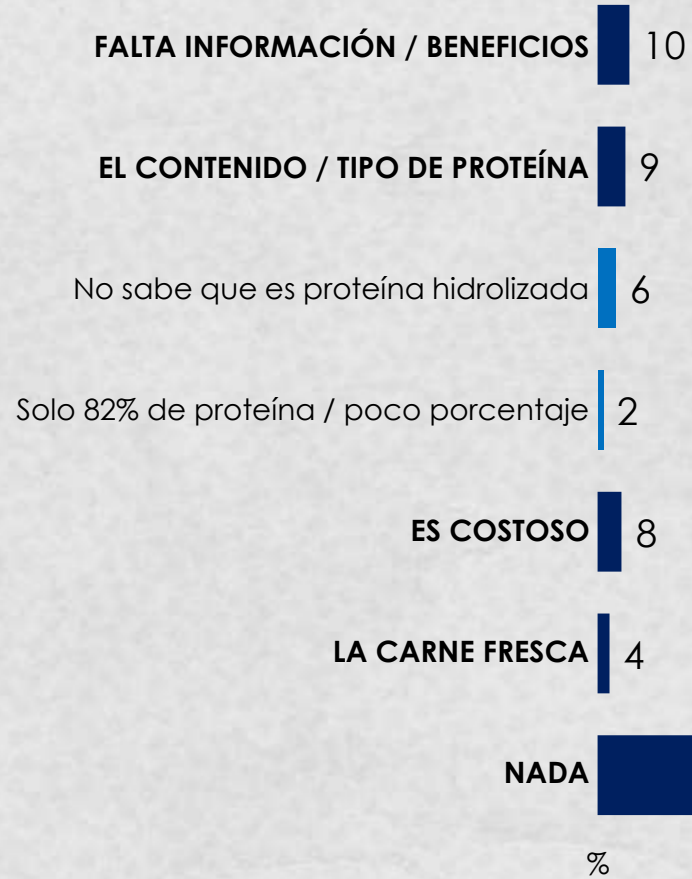 FALTA INFORMACIÓN / BENEFICIOS 10
EL CONTENIDO / TIPO DE PROTEÍNA 9
No sabe que es proteína hidrolizada 6
Solo 82% de proteína / poco porcentaje 2
ES COSTOSO 8
LA CARNE FRESCA 4
NADA
%